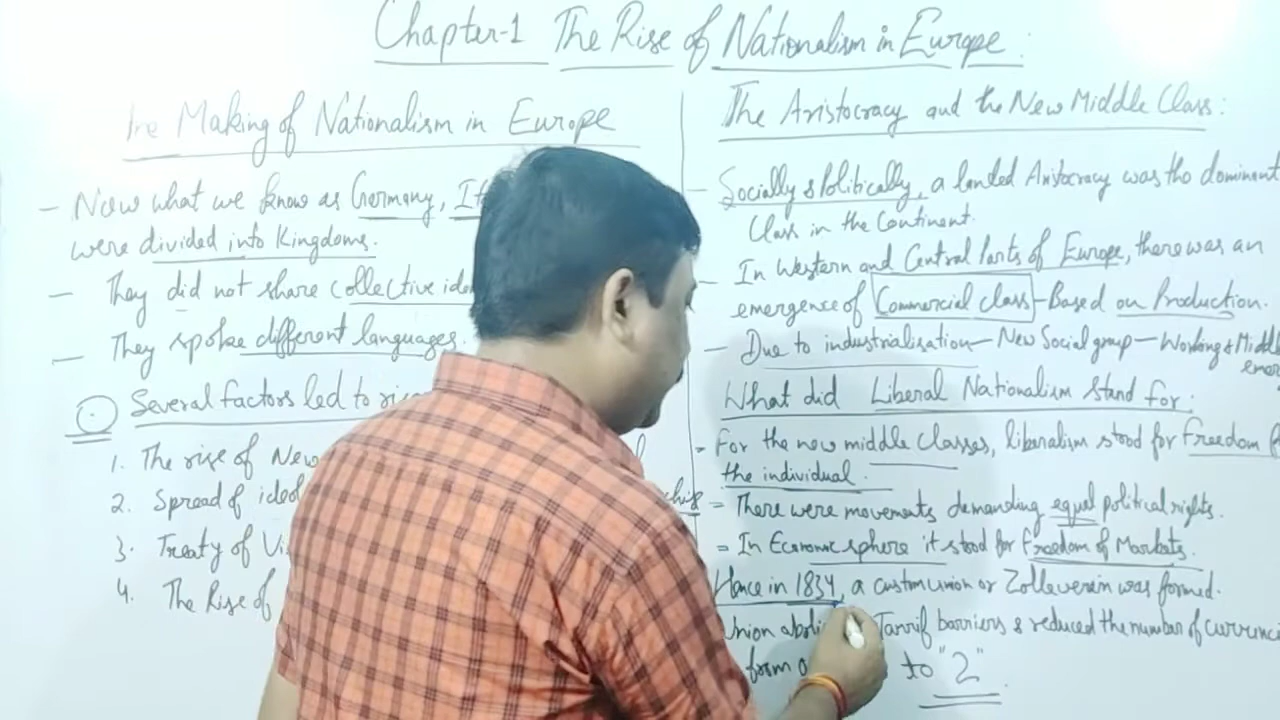 Chapter-1 The Rise of Nationalism in Europe:
The Making of Nationalism in Europe
- Now what we know as Germany,
were divided into Kingdoms.
- They did not share collective
- They spoke different languages.
Several factors led to
1. The rise of New
2. Spread of
3. Treaty of
4. The Rise of
The Aristocracy and the New Middle Class:
- Socially & Politically, a landed Aristocracy was the dominant
Class in the Continent.
- In Western and Central Parts of Europe, there was an
emergence of Commercial class - Based on Production.
- Due to industrialisation - New Social group - Working & Middle
What did Liberal Nationalism stand for:
= For the new middle classes, liberalism stood for Freedom
the individual.
= There were movements demanding equal political rights.
= In Economic sphere it stood for Freedom of Markets.
Hence in 1834, a custom union or Zolleverein was formed.
Union Tarrif barriers & reduced the number of
from to "2".